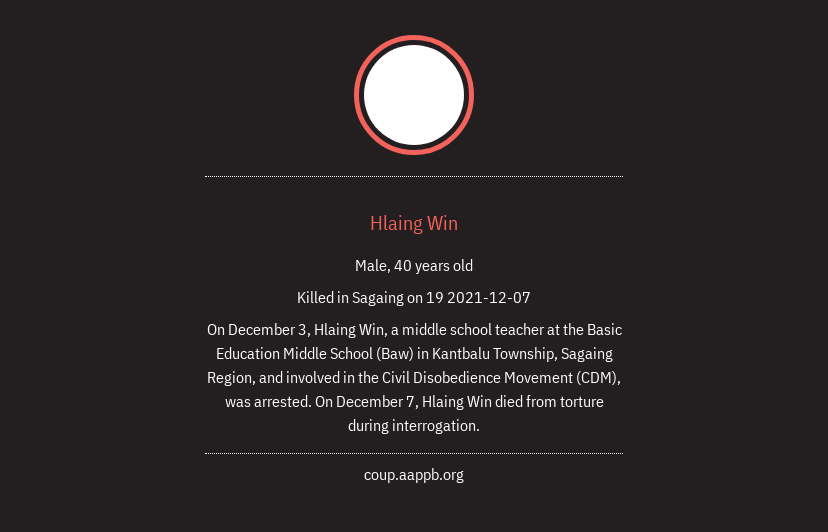 Hlaing Win
Male, 40 years old
Killed in Sagaing on 19 2021-12-07
On December 3, Hlaing Win, a middle school teacher at the Basic
Education Middle School (Baw) in Kantbalu Township, Sagaing
Region, and involved in the Civil Disobedience Movement (CDM),
was arrested. On December 7, Hlaing Win died from torture
during interrogation.
coup.aappb.org